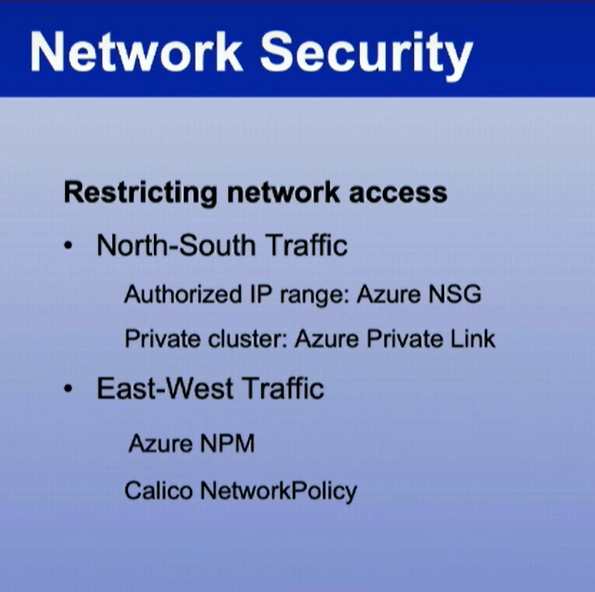 Network Security
Restricting network access
• North-South Traffic
Authorized IP range: Azure NSG
Private cluster: Azure Private Link
• East-West Traffic
Azure NPM
Calico NetworkPolicy